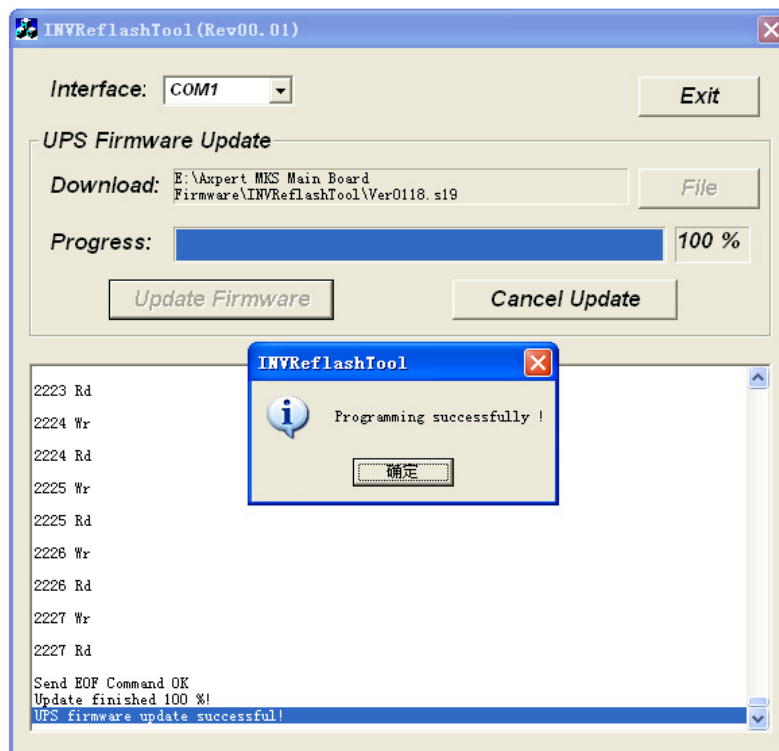 INVReflashTool(Rev00.01)
Interface: COM1
Exit
UPS Firmware Update
Download: E:\Axpert MKS Main Board
Firmware\INVReflashTool\Ver0118.s19
File
Progress: 100 %
Update Firmware
Cancel Update
INVReflashTool
Programming successfully !
确定
2223 Rd
2224 Wr
2224 Rd
2225 Wr
2225 Rd
2226 Wr
2226 Rd
2227 Wr
2227 Rd
Send EOF Command OK
Update finished 100 %!
UPS firmware update successful!